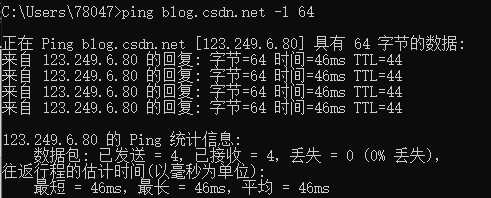 C:\Users\78047>ping blog.csdn.net -l 64
正在 Ping blog.csdn.net [123.249.6.80] 具有 64 字节的数据:
来自 123.249.6.80 的回复: 字节=64 时间=46ms TTL=44
来自 123.249.6.80 的回复: 字节=64 时间=46ms TTL=44
来自 123.249.6.80 的回复: 字节=64 时间=46ms TTL=44
来自 123.249.6.80 的回复: 字节=64 时间=46ms TTL=44
123.249.6.80 的 Ping 统计信息:
数据包: 已发送 = 4，已接收 = 4，丢失 = 0 (0% 丢失)，
往返行程的估计时间(以毫秒为单位):
最短 = 46ms，最长 = 46ms，平均 = 46ms